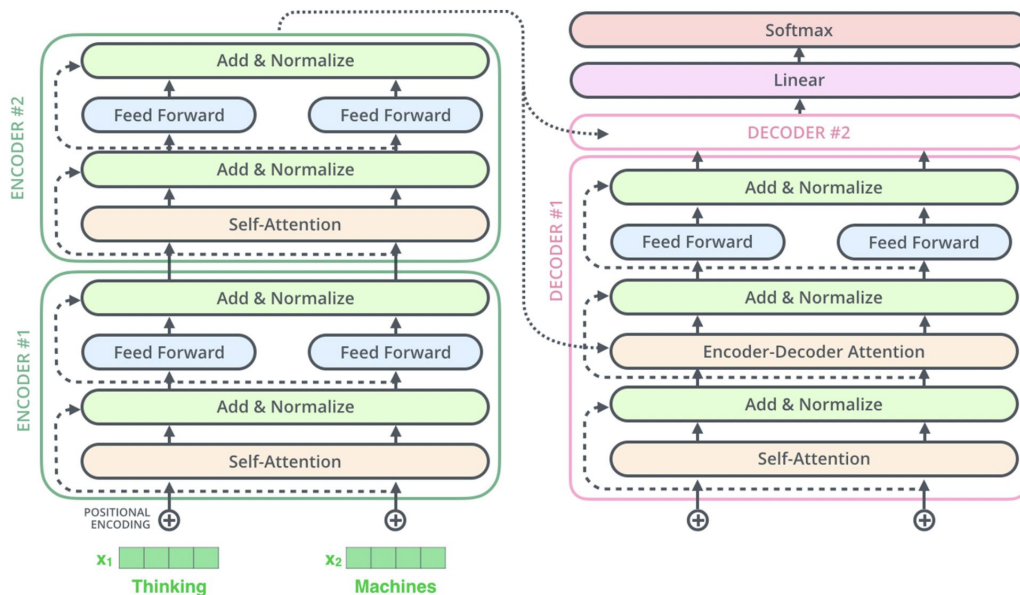 ENCODER #2
Add & Normalize
Feed Forward
Feed Forward
Add & Normalize
Self-Attention
ENCODER #1
Add & Normalize
Feed Forward
Feed Forward
Add & Normalize
Self-Attention
POSITIONAL
ENCODING
x₁
x₂
Thinking
Machines
Softmax
Linear
DECODER #2
DECODER #1
Add & Normalize
Feed Forward
Feed Forward
Add & Normalize
Encoder-Decoder Attention
Add & Normalize
Self-Attention